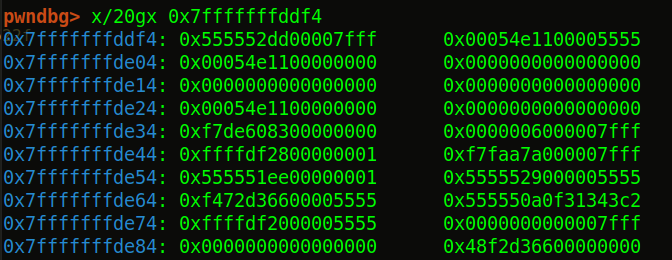 pwndbg> x/20gx 0x7fffffffddf4
0x7fffffffddf4: 0x555552dd00007fff 0x00054e1100005555
0x7fffffffde04: 0x00054e1100000000 0x0000000000000000
0x7fffffffde14: 0x0000000000000000 0x0000000000000000
0x7fffffffde24: 0x00054e1100000000 0x0000000000000000
0x7fffffffde34: 0xf7de608300000000 0x0000006000007fff
0x7fffffffde44: 0xffffdf2800000001 0xf7faa7a000007fff
0x7fffffffde54: 0x555551ee00000001 0x5555529000005555
0x7fffffffde64: 0xf472d36600005555 0x555550a0f31343c2
0x7fffffffde74: 0xffffdf2000005555 0x0000000000007fff
0x7fffffffde84: 0x0000000000000000 0x48f2d36600000000